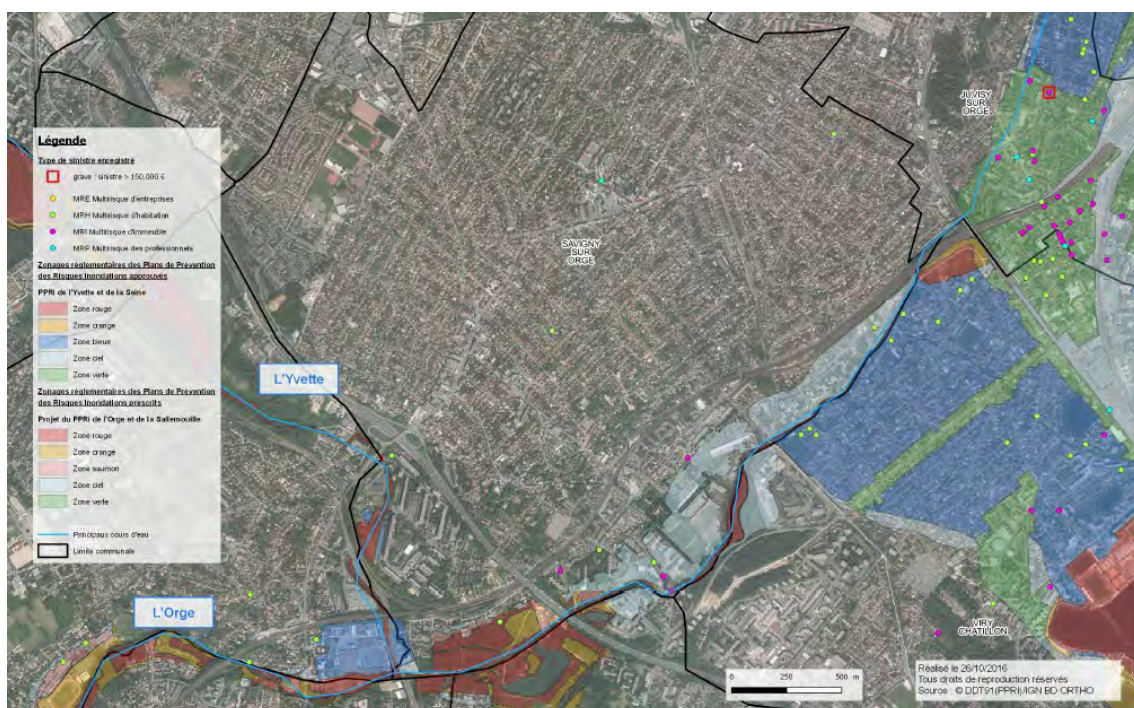 Légende
Type de sinistre enregistré
grave : sinistre > 150.000 €
MRE Multirisque d'entreprises
MRH Multirisque d'habitation
MRI Multirisque d'immeuble
MRP Multirisque des professionnels
Zonages réglementaires des Plans de Prévention
des Risques Inondations approuvés
PPRI de l'Yvette et de la Seine
Zone rouge
Zone orange
Zone bleue
Zone ciel
Zone verte
Zonages réglementaires des Plans de Prévention
des Risques Inondations prescrits
Projet du PPRI de l'Orge et de la Sallemouille
Zone rouge
Zone orange
Zone saumon
Zone ciel
Zone verte
Principaux cours d'eau
Limite communale
JUVISY
SUR
ORGE
SAVIGNY
SUR
ORGE
L'Yvette
L'Orge
VIRY
CHATILLON
0 250 500 m
Réalisé le 26/10/2016
Tous droits de reproduction réservés
Source : © DDT91(PPRI)/IGN BD ORTHO